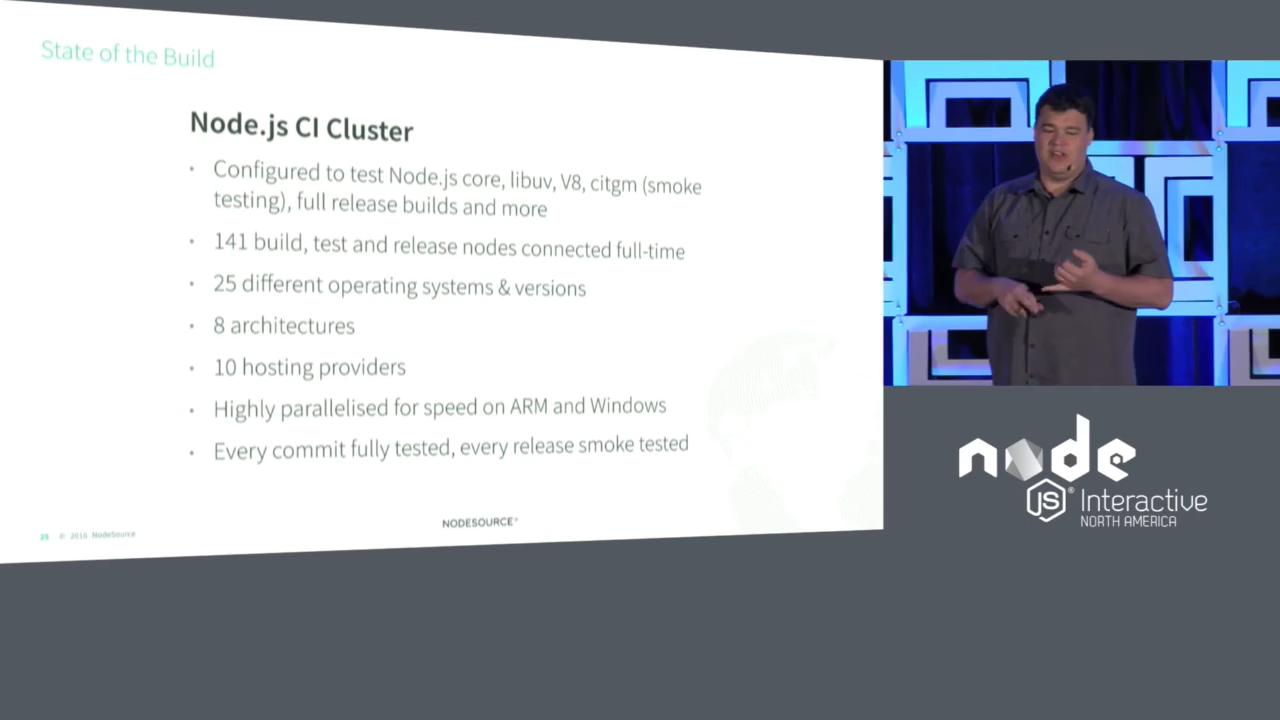 State of the Build
Node.js CI Cluster
• Configured to test Node.js core, libuv, V8, citgm (smoke
testing), full release builds and more
• 141 build, test and release nodes connected full-time
• 25 different operating systems & versions
• 8 architectures
• 10 hosting providers
• Highly parallelised for speed on ARM and Windows
• Every commit fully tested, every release smoke tested
25 © 2016 NodeSource
NODESOURCE®
node
JS® Interactive
NORTH AMERICA